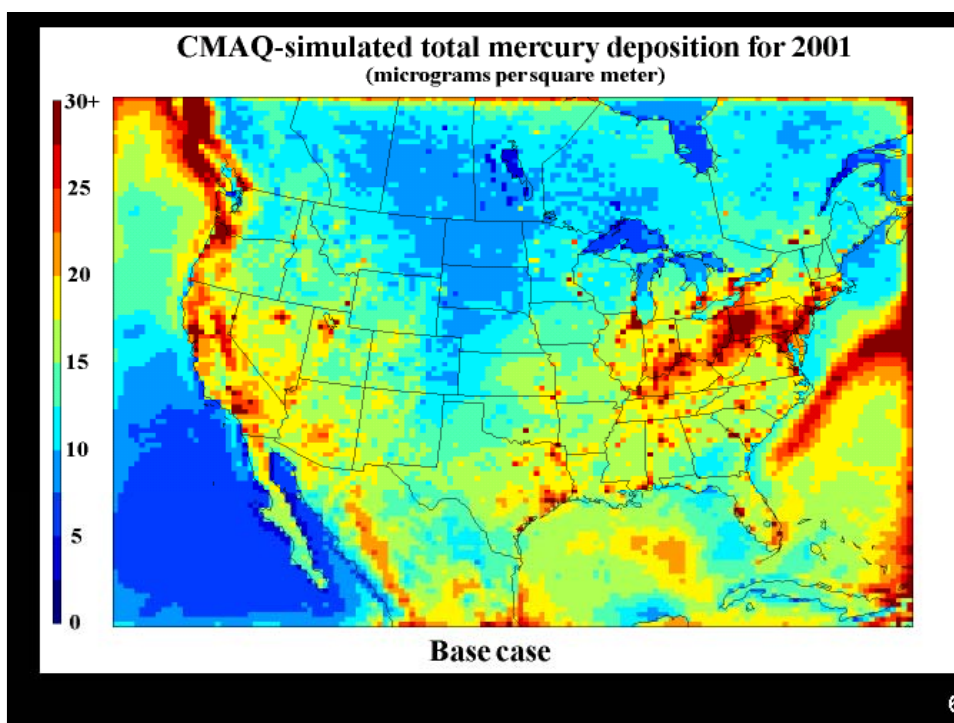 CMAQ-simulated total mercury deposition for 2001
(micrograms per square meter)
30+
25
20
15
10
5
0
Base case
6